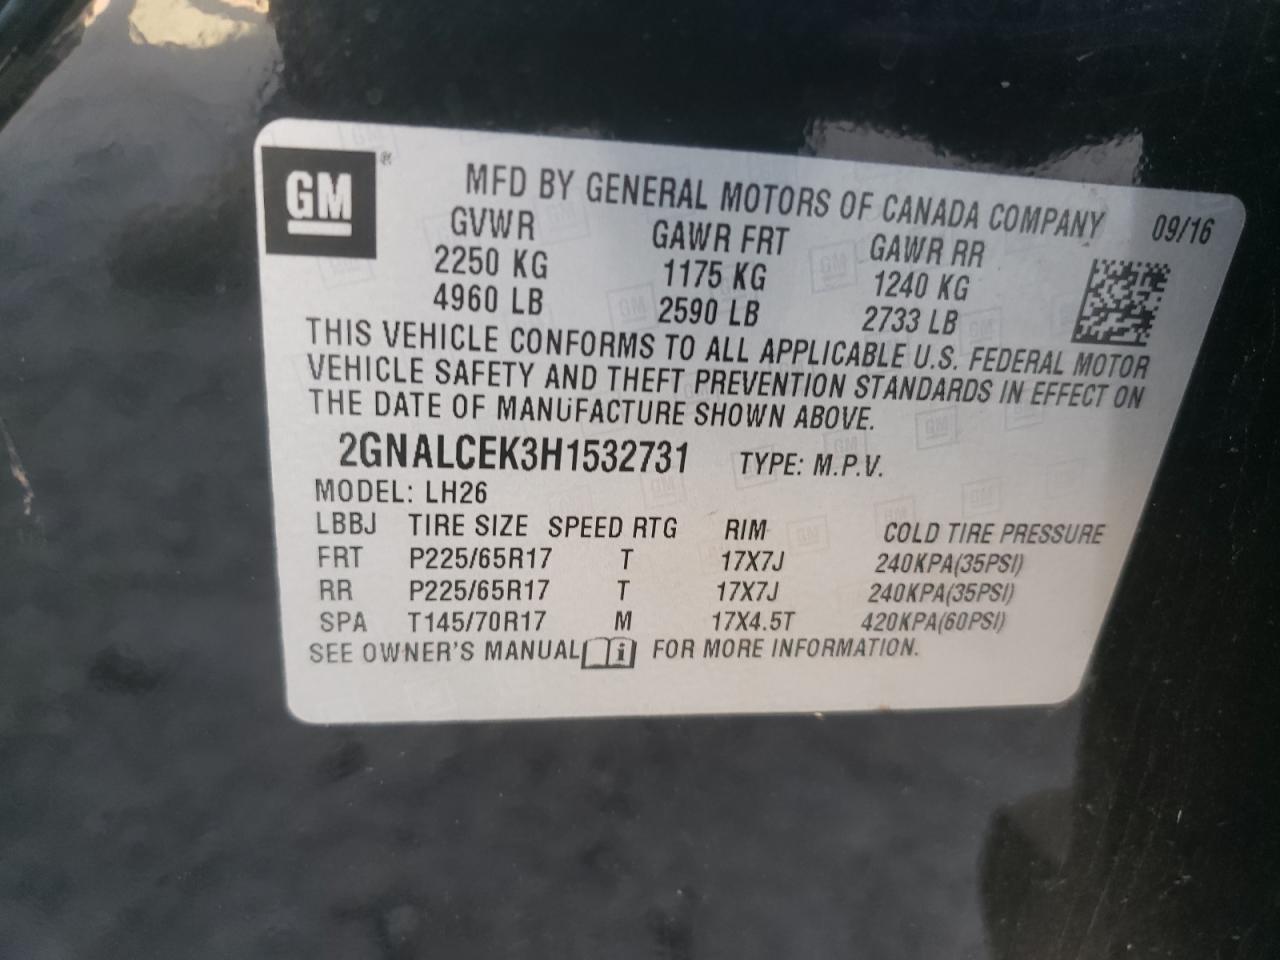 GM®
MFD BY GENERAL MOTORS OF CANADA COMPANY 09/16
GVWR GAWR FRT GAWR RR
2250 KG 1175 KG 1240 KG
4960 LB 2590 LB 2733 LB
THIS VEHICLE CONFORMS TO ALL APPLICABLE U.S. FEDERAL MOTOR
VEHICLE SAFETY AND THEFT PREVENTION STANDARDS IN EFFECT ON
THE DATE OF MANUFACTURE SHOWN ABOVE.
2GNALCEK3H1532731 TYPE: M.P.V.
MODEL: LH26
LBBJ TIRE SIZE SPEED RTG RIM COLD TIRE PRESSURE
FRT P225/65R17 T 17X7J 240KPA(35PSI)
RR P225/65R17 T 17X7J 240KPA(35PSI)
SPA T145/70R17 M 17X4.5T 420KPA(60PSI)
SEE OWNER'S MANUAL i FOR MORE INFORMATION.